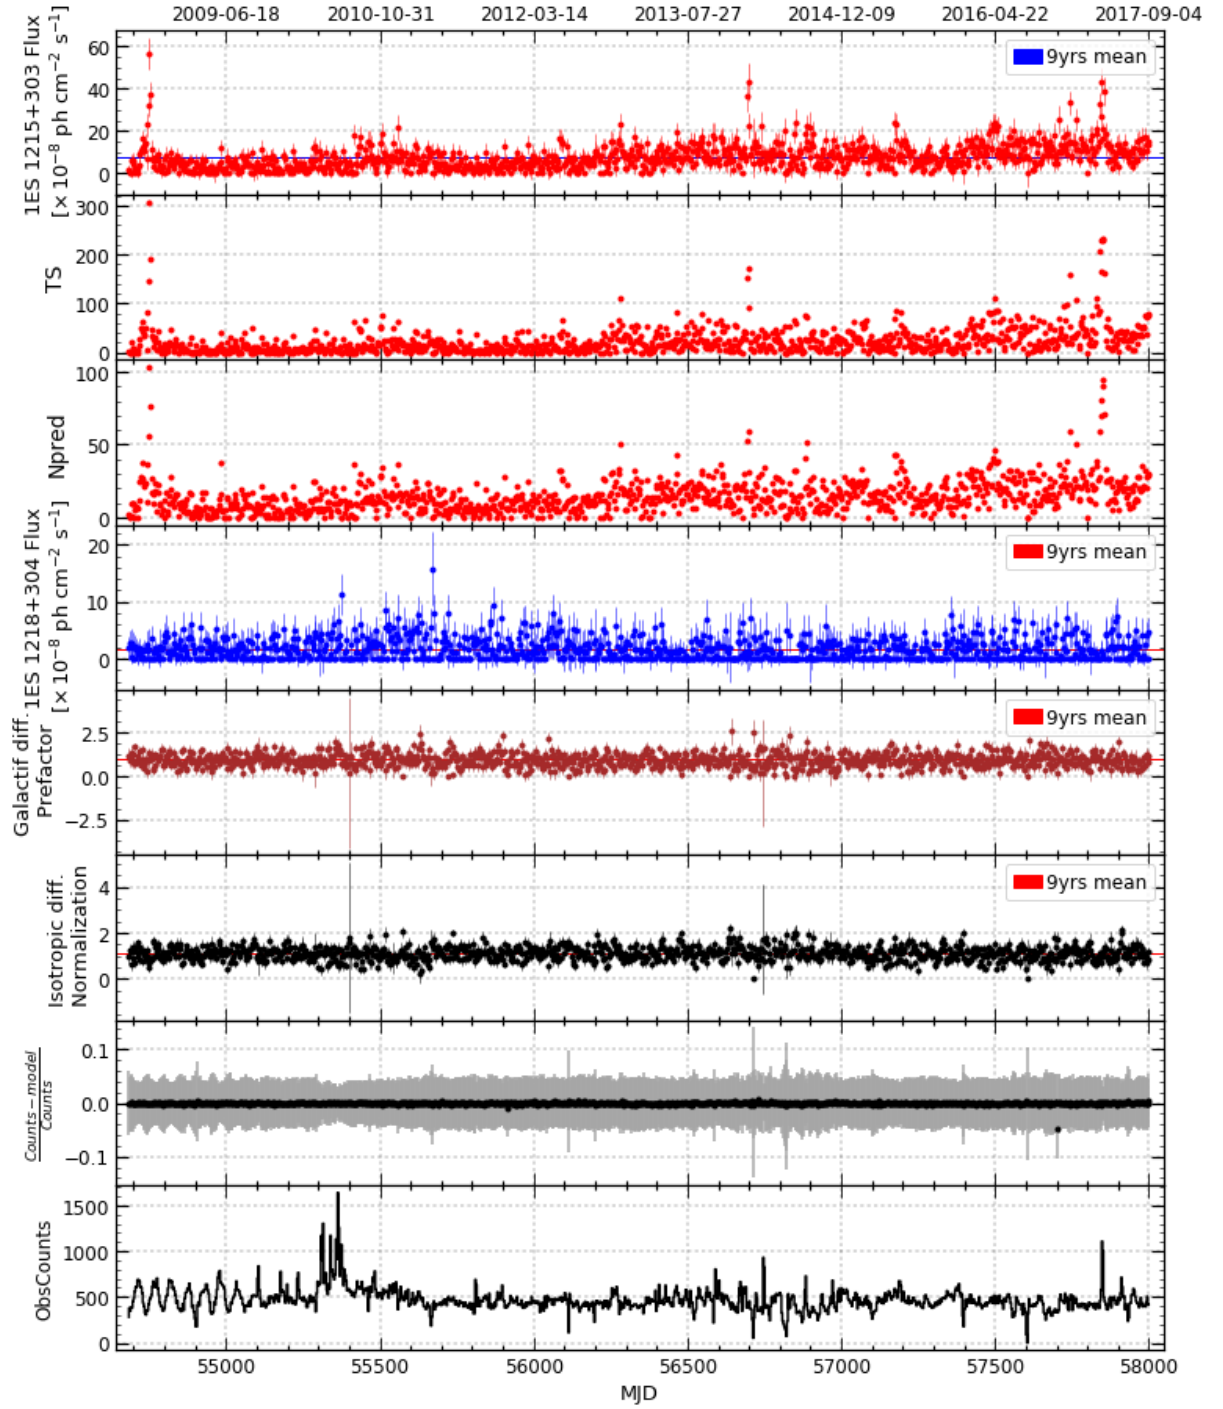 2009-06-18 2010-10-31 2012-03-14 2013-07-27 2014-12-09 2016-04-22 2017-09-04
1ES 1215+303 Flux
[× 10⁻⁸ ph cm⁻² s⁻¹]
60
40
20
0
9yrs mean
TS
300
200
100
0
Npred
100
50
0
1ES 1218+304 Flux
[× 10⁻⁸ ph cm⁻² s⁻¹]
20
10
0
9yrs mean
Galactif diff.
Prefactor
2.5
0.0
−2.5
9yrs mean
Isotropic diff.
Normalization
4
2
0
9yrs mean
Counts − model
Counts
0.1
0.0
−0.1
ObsCounts
1500
1000
500
0
55000 55500 56000 56500 57000 57500 58000
MJD